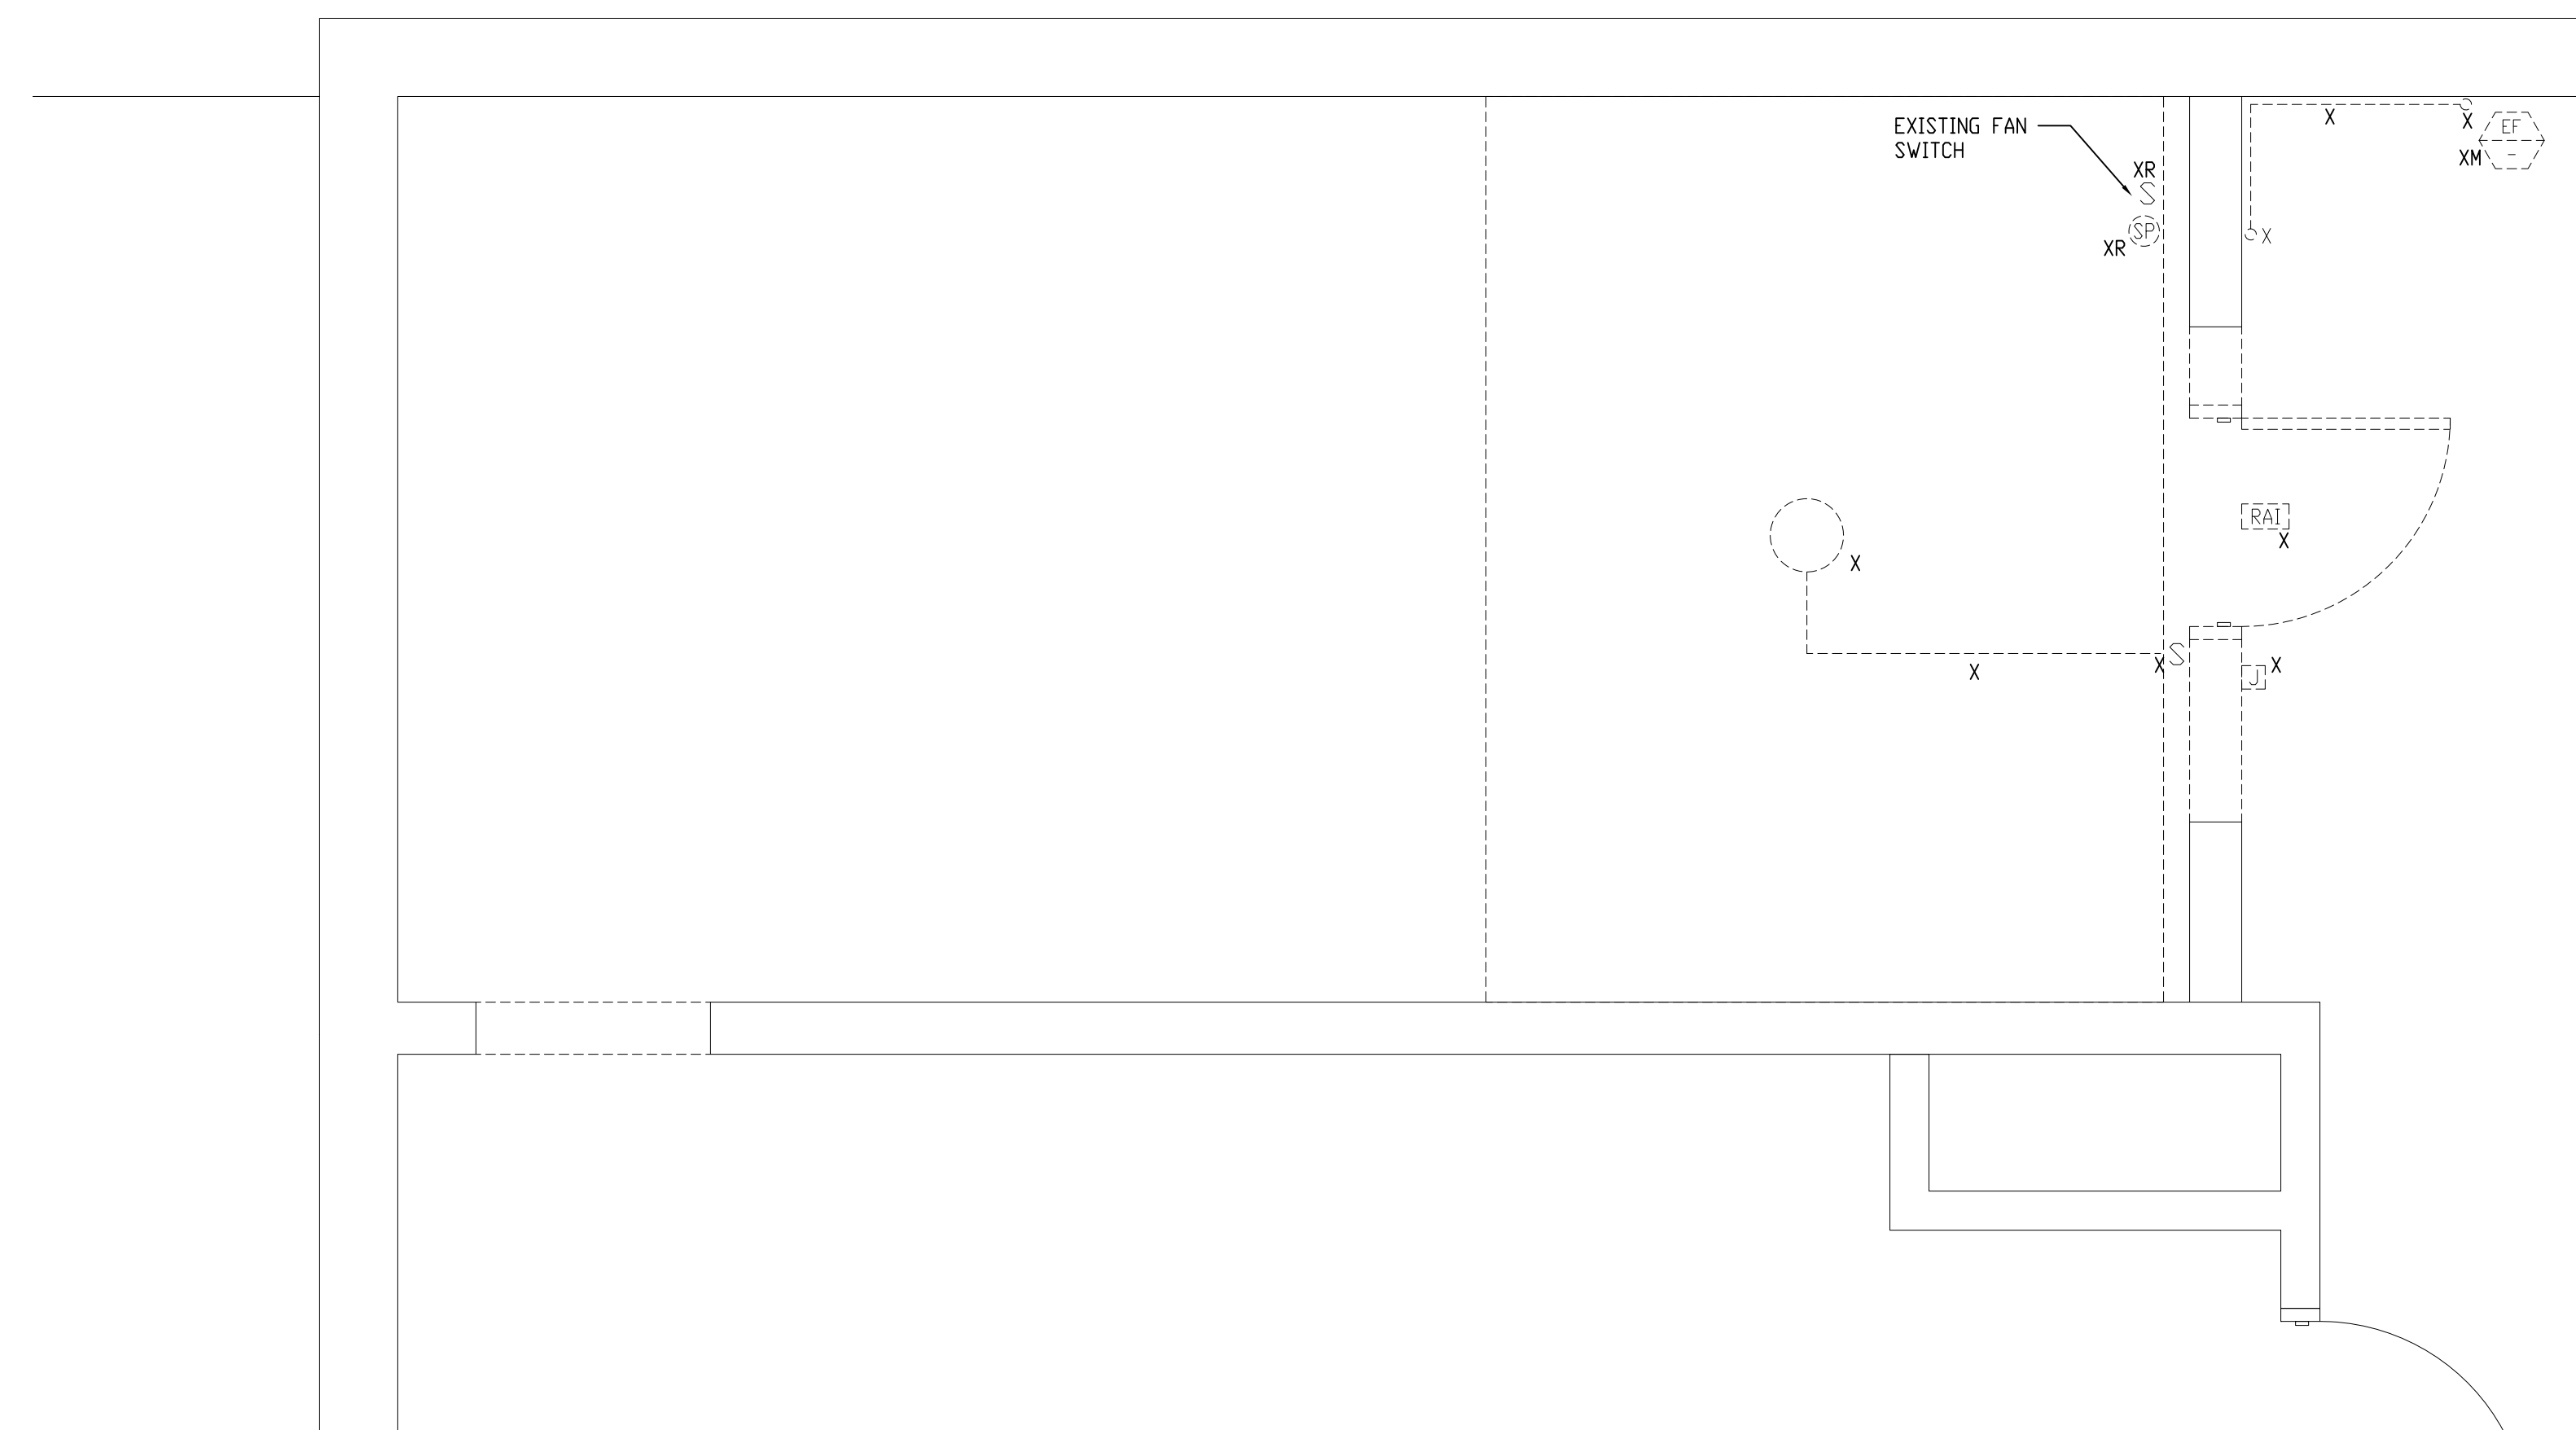 EXISTING FAN
SWITCH
X
X
EF
-
XM
XR
S
SP
XR
X
RAI
X
X
X
X
S
X
J